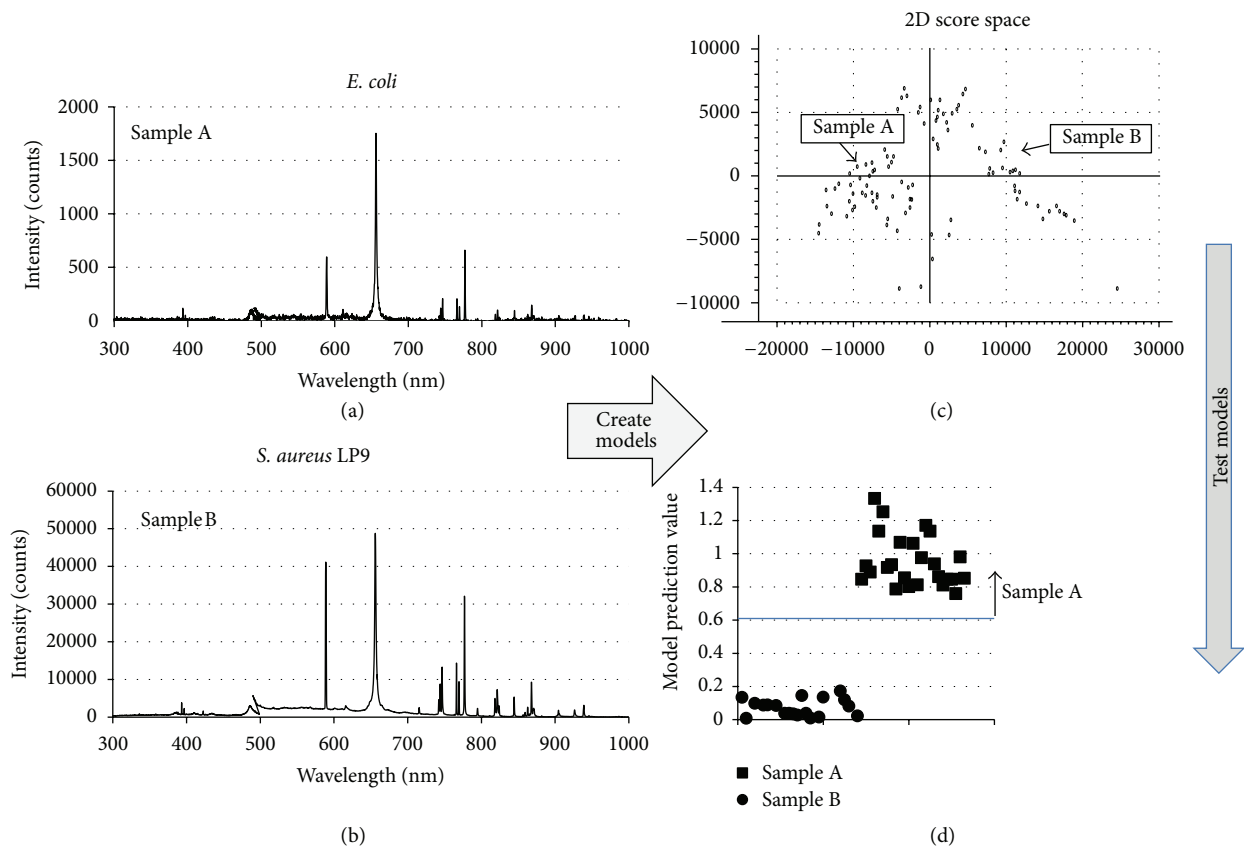 E. coli
2000
1500
1000
500
0
Intensity (counts)
Sample A
300 400 500 600 700 800 900 1000
Wavelength (nm)
(a)
S. aureus LP9
60000
50000
40000
30000
20000
10000
0
Intensity (counts)
Sample B
300 400 500 600 700 800 900 1000
Wavelength (nm)
(b)
Create
models
2D score space
10000
5000
0
−5000
−10000
Sample A
Sample B
−20000 −10000 0 10000 20000 30000
(c)
Test models
1.4
1.2
1
0.8
0.6
0.4
0.2
0
Model prediction value
Sample A
Sample A
Sample B
(d)